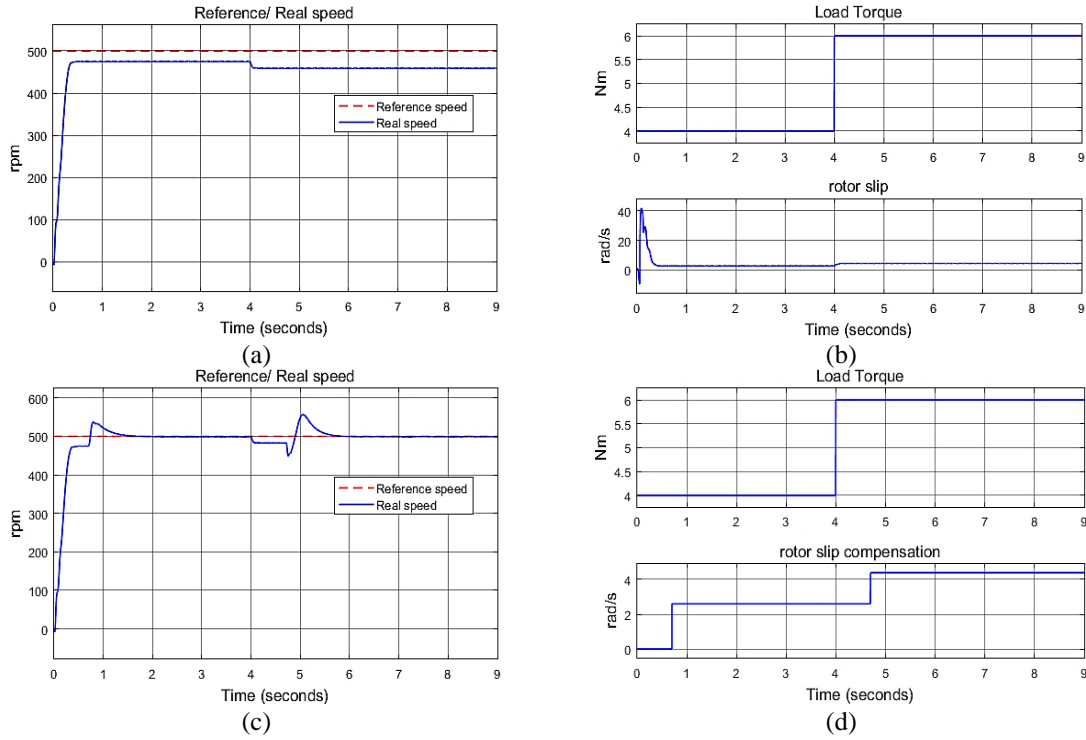 Reference/ Real speed
500
400
300
200
100
0
rpm
Reference speed
Real speed
0 1 2 3 4 5 6 7 8 9
Time (seconds)
(a)
Load Torque
6
5.5
5
4.5
4
Nm
0 1 2 3 4 5 6 7 8 9
rotor slip
40
20
0
rad/s
0 1 2 3 4 5 6 7 8 9
Time (seconds)
(b)
Reference/ Real speed
600
500
400
300
200
100
0
rpm
Reference speed
Real speed
0 1 2 3 4 5 6 7 8 9
Time (seconds)
(c)
Load Torque
6
5.5
5
4.5
4
Nm
0 1 2 3 4 5 6 7 8 9
rotor slip compensation
4
2
0
rad/s
0 1 2 3 4 5 6 7 8 9
Time (seconds)
(d)